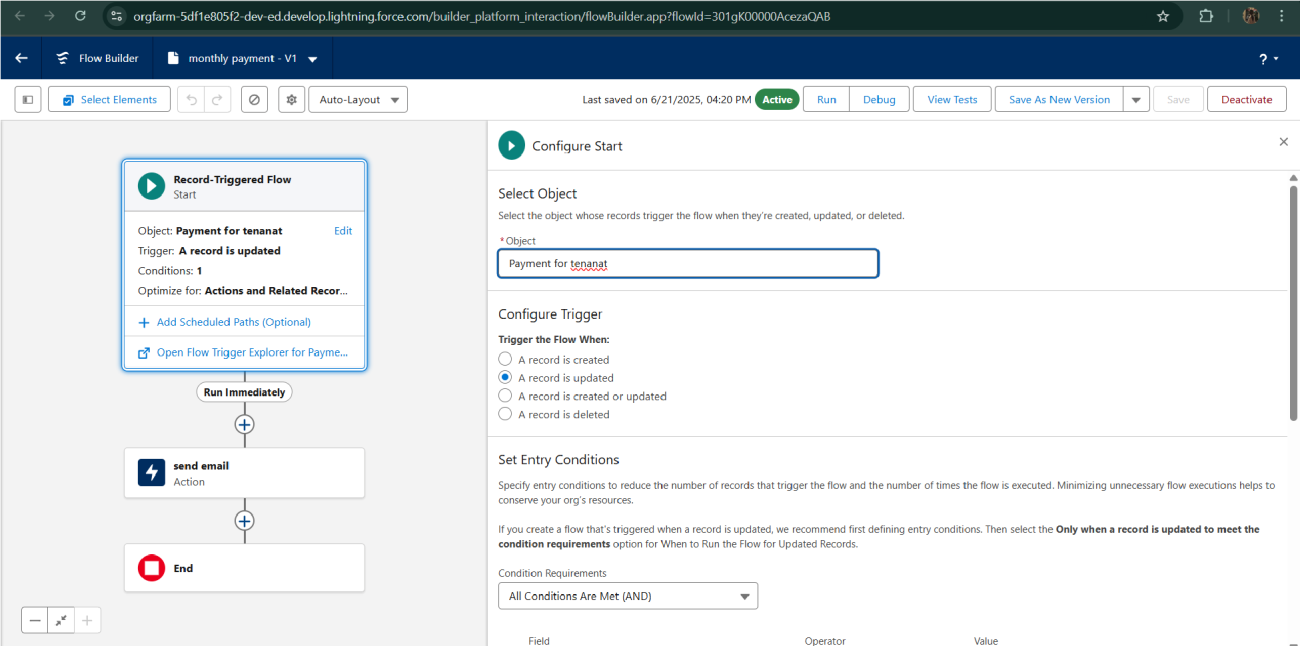 orgfarm-5df1e805f2-dev-ed.develop.lightning.force.com/builder_platform_interaction/flowBuilder.app?flowId=301gK00000AcezaQAB
Flow Builder
monthly payment - V1
?
Select Elements
Auto-Layout
Last saved on 6/21/2025, 04:20 PM
Active
Run
Debug
View Tests
Save As New Version
Save
Deactivate
Record-Triggered Flow
Start
Object: Payment for tenanat
Edit
Trigger: A record is updated
Conditions: 1
Optimize for: Actions and Related Recor...
Add Scheduled Paths (Optional)
Open Flow Trigger Explorer for Payme...
Run Immediately
send email
Action
End
Configure Start
Select Object
Select the object whose records trigger the flow when they're created, updated, or deleted.
*Object
Payment for tenanat
Configure Trigger
Trigger the Flow When:
A record is created
A record is updated
A record is created or updated
A record is deleted
Set Entry Conditions
Specify entry conditions to reduce the number of records that trigger the flow and the number of times the flow is executed. Minimizing unnecessary flow executions helps to
conserve your org's resources.
If you create a flow that's triggered when a record is updated, we recommend first defining entry conditions. Then select the Only when a record is updated to meet the
condition requirements option for When to Run the Flow for Updated Records.
Condition Requirements
All Conditions Are Met (AND)
Field
Operator
Value